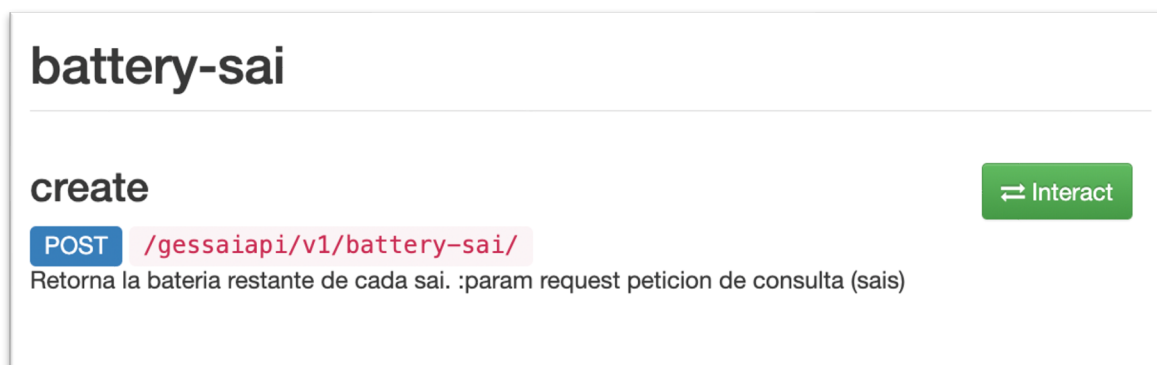 battery-sai
create
Interact
POST /gessaiapi/v1/battery-sai/
Retorna la bateria restante de cada sai. :param request peticion de consulta (sais)